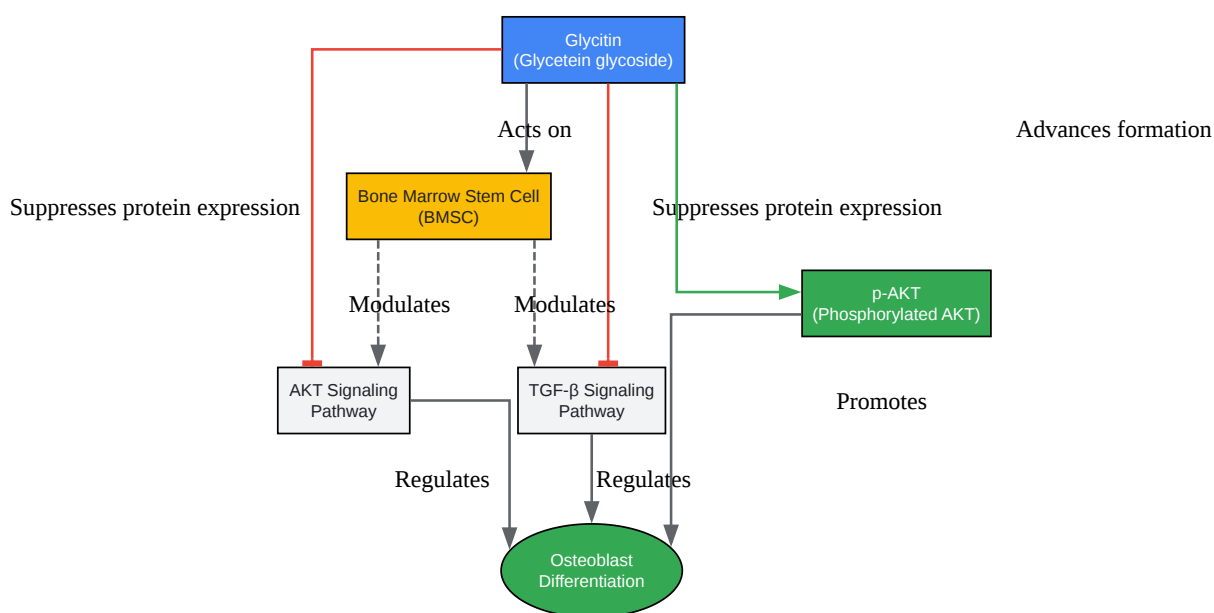 Glycitin
(Glycetein glycoside)
Acts on
Advances formation
Bone Marrow Stem Cell
(BMSC)
Suppresses protein expression
Suppresses protein expression
p-AKT
(Phosphorylated AKT)
Modulates
Modulates
AKT Signaling
Pathway
TGF-β Signaling
Pathway
Promotes
Regulates
Regulates
Osteoblast
Differentiation